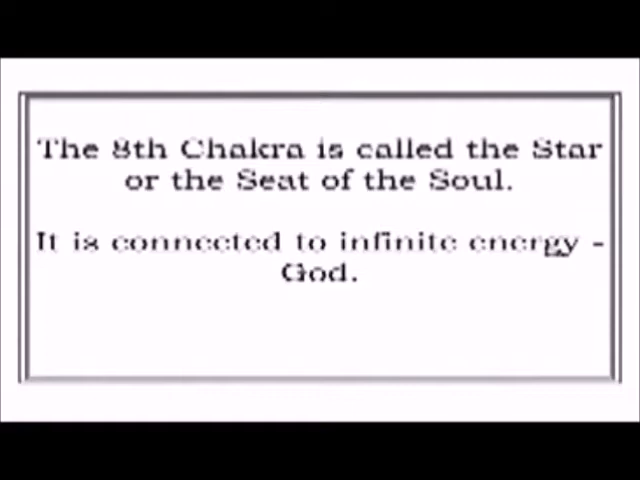 The 8th Chakra is called the Star
or the Seat of the Soul.
It is connected to infinite energy -
God.